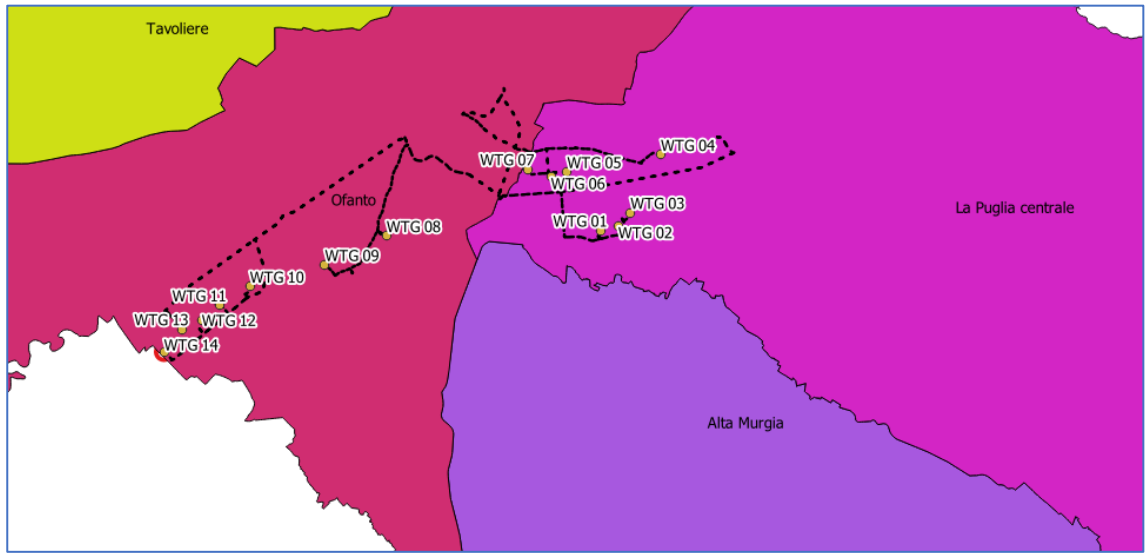 Tavoliere
WTG 04
WTG 07
WTG 05
WTG 06
Ofanto
WTG 03
La Puglia centrale
WTG 01
WTG 08
WTG 02
WTG 09
WTG 10
WTG 11
WTG 13
WTG 12
WTG 14
Alta Murgia